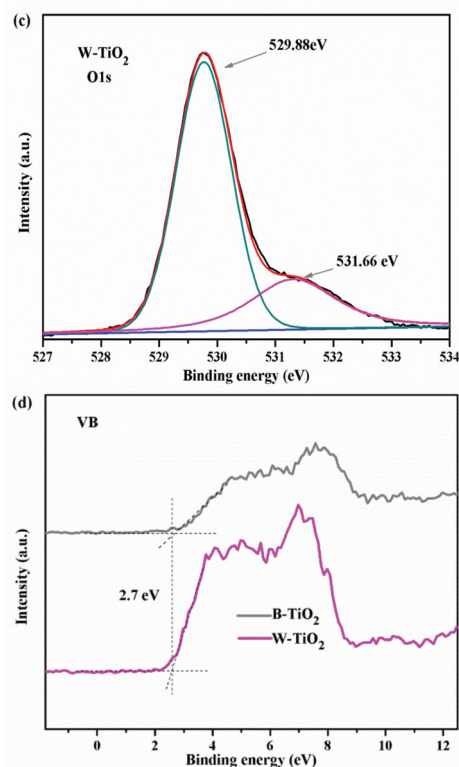 (c)
W-TiO₂
O1s
529.88eV
531.66 eV
Intensity (a.u.)
527 528 529 530 531 532 533 534
Binding energy (eV)
(d)
VB
2.7 eV
B-TiO₂
W-TiO₂
Intensity (a.u.)
0 2 4 6 8 10 12
Binding energy (eV)